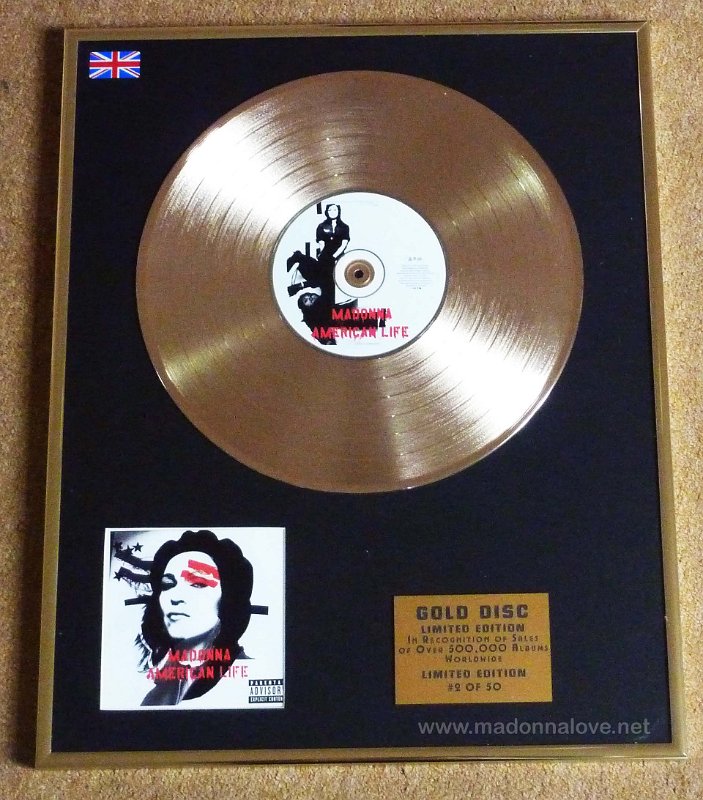 MADONNA
AMERICAN LIFE
MADONNA
AMERICAN LIFE
PARENTAL
ADVISORY
EXPLICIT CONTENT
GOLD DISC
LIMITED EDITION
IN RECOGNITION OF SALES
OF OVER 500,000 ALBUMS
WORLDWIDE
LIMITED EDITION
#2 OF 50
www.madonnalove.net